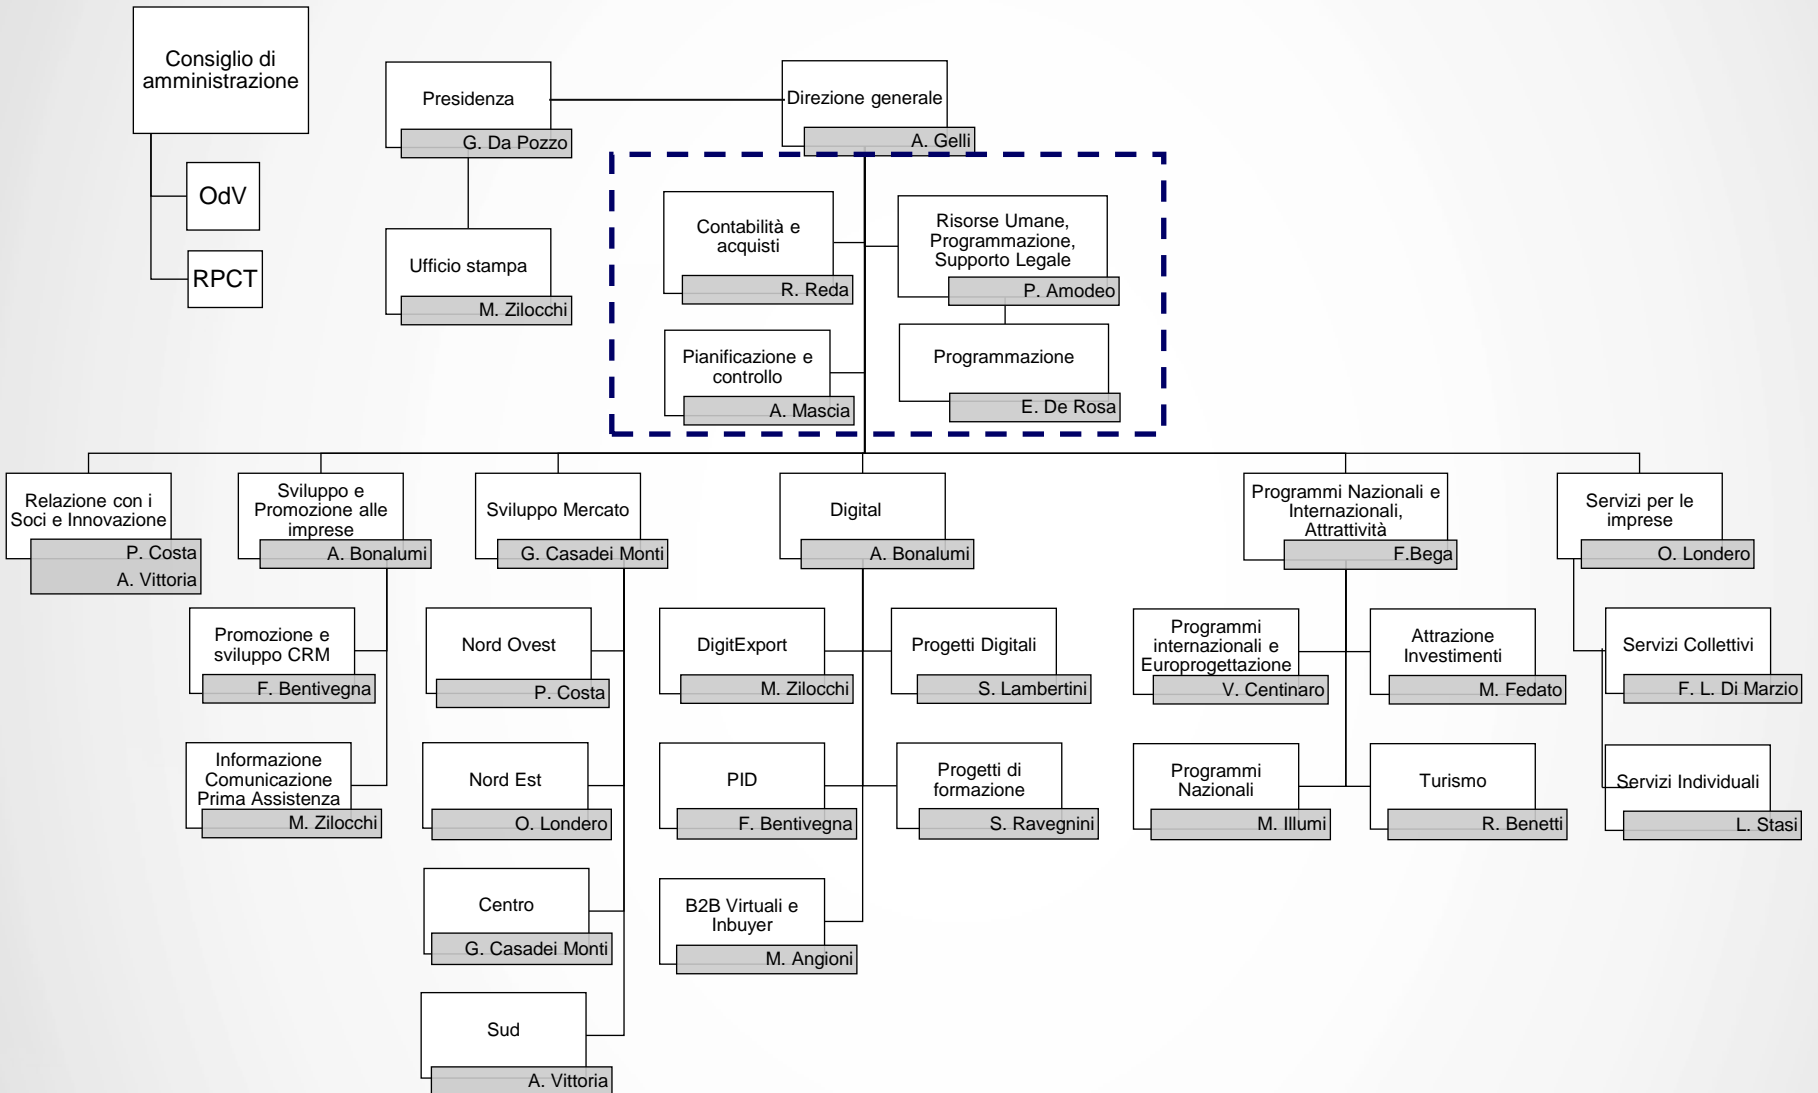 Consiglio di
amministrazione
OdV
RPCT
Presidenza
G. Da Pozzo
Ufficio stampa
M. Zilocchi
Direzione generale
A. Gelli
Contabilità e
acquisti
R. Reda
Risorse Umane,
Programmazione,
Supporto Legale
P. Amodeo
Pianificazione e
controllo
A. Mascia
Programmazione
E. De Rosa
Relazione con i
Soci e Innovazione
P. Costa
A. Vittoria
Sviluppo e
Promozione alle
imprese
A. Bonalumi
Promozione e
sviluppo CRM
F. Bentivegna
Informazione
Comunicazione
Prima Assistenza
M. Zilocchi
Sviluppo Mercato
G. Casadei Monti
Nord Ovest
P. Costa
Nord Est
O. Londero
Centro
G. Casadei Monti
Sud
A. Vittoria
Digital
A. Bonalumi
DigitExport
M. Zilocchi
Progetti Digitali
S. Lambertini
PID
F. Bentivegna
Progetti di
formazione
S. Ravegnini
B2B Virtuali e
Inbuyer
M. Angioni
Programmi Nazionali e
Internazionali,
Attrattività
F.Bega
Programmi
internazionali e
Europrogettazione
V. Centinaro
Attrazione
Investimenti
M. Fedato
Programmi
Nazionali
M. Illumi
Turismo
R. Benetti
Servizi per le
imprese
O. Londero
Servizi Collettivi
F. L. Di Marzio
Servizi Individuali
L. Stasi